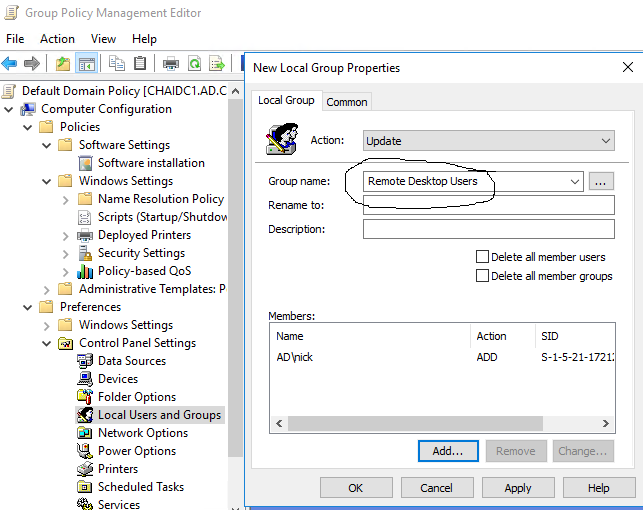 Group Policy Management Editor
File Action View Help
Default Domain Policy [CHAIDC1.AD.C
Computer Configuration
Policies
Software Settings
Software installation
Windows Settings
Name Resolution Policy
Scripts (Startup/Shutdow
Deployed Printers
Security Settings
Policy-based QoS
Administrative Templates: P
Preferences
Windows Settings
Control Panel Settings
Data Sources
Devices
Folder Options
Local Users and Groups
Network Options
Power Options
Printers
Scheduled Tasks
Services
New Local Group Properties
Local Group Common
Action: Update
Group name: Remote Desktop Users ...
Rename to:
Description:
Delete all member users
Delete all member groups
Members:
Name Action SID
AD\nick ADD S-1-5-21-17212
Add... Remove Change...
OK Cancel Apply Help